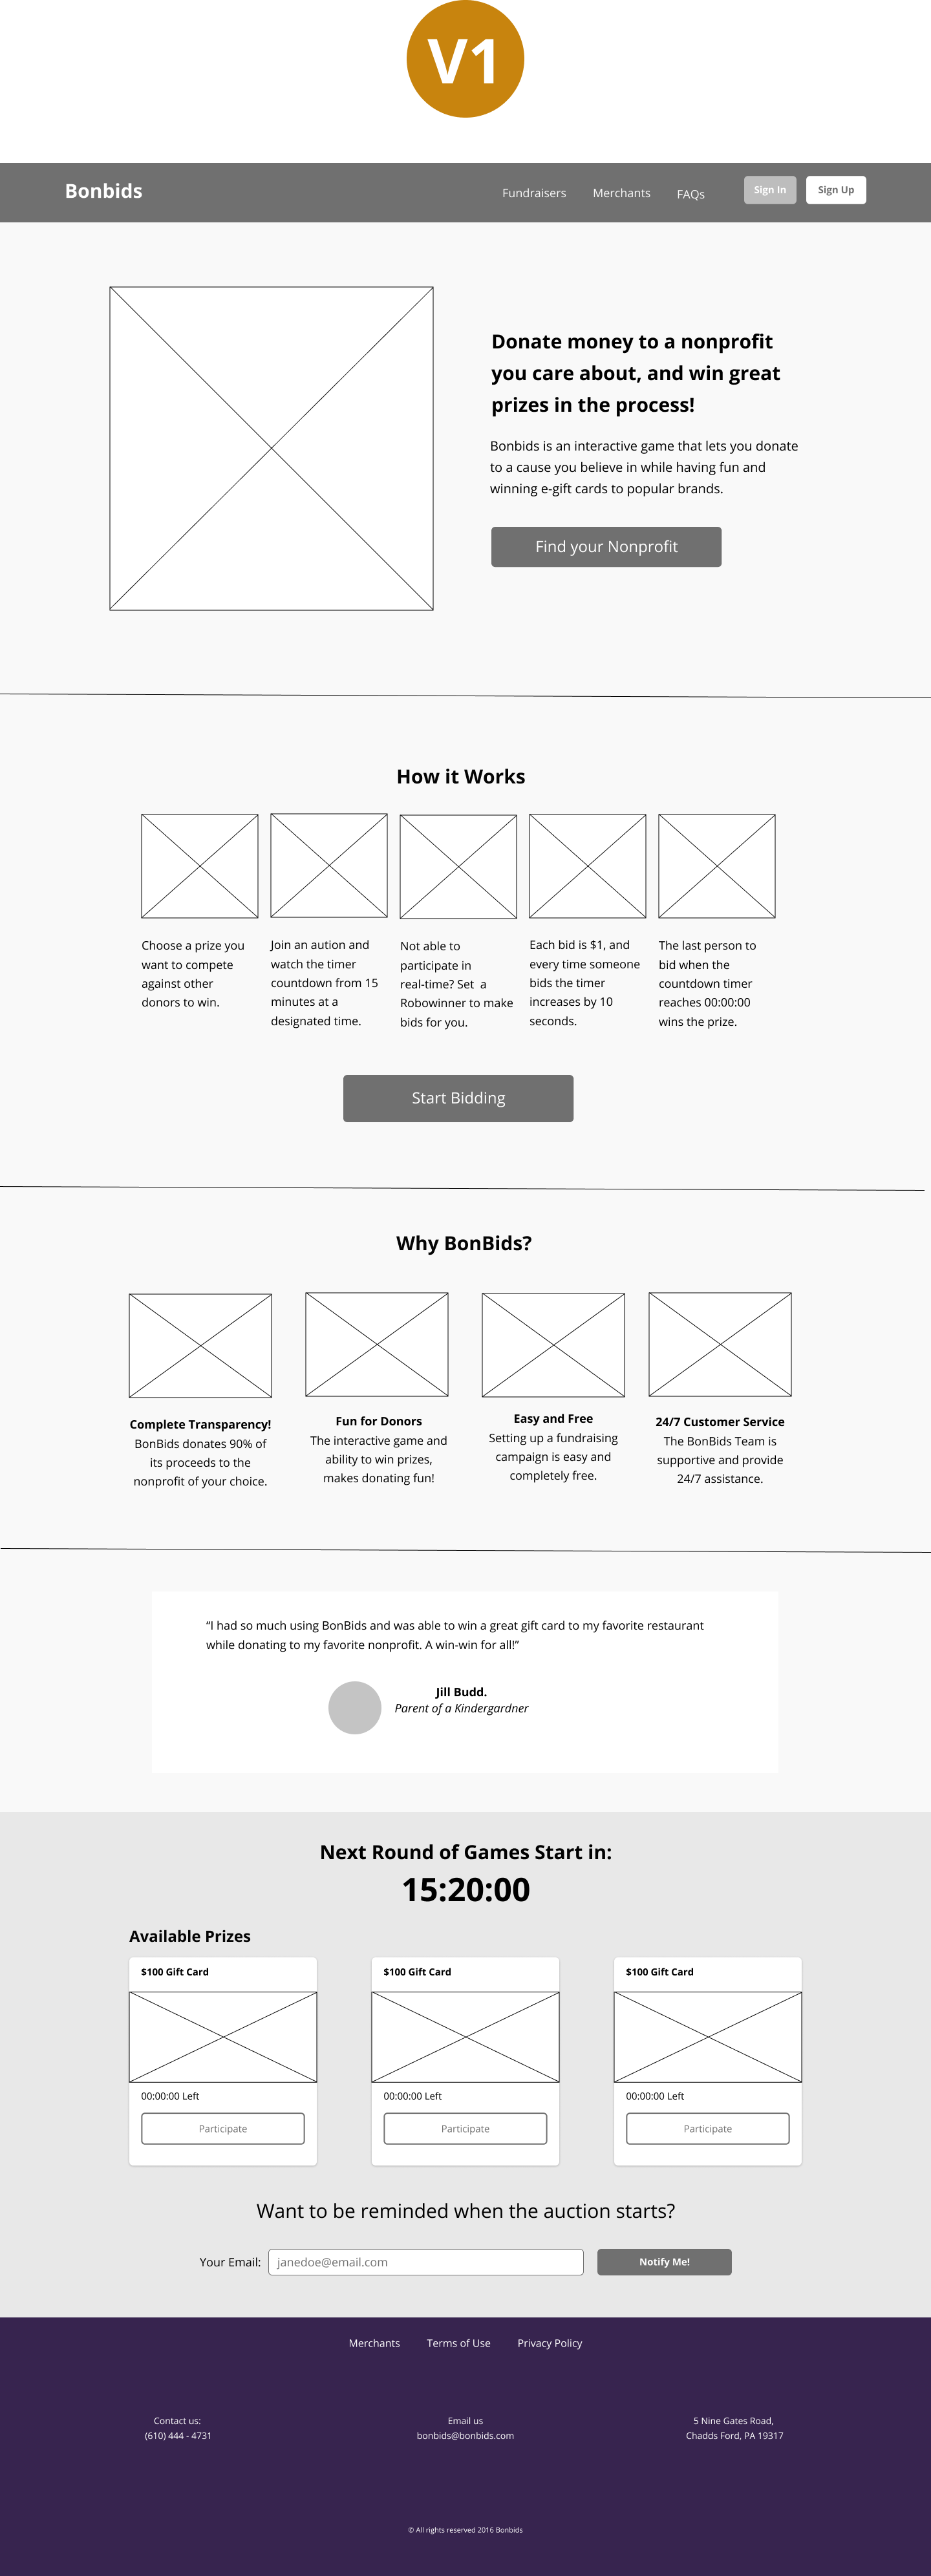 V1
Bonbids
Fundraisers
Merchants
FAQs
Sign In
Sign Up
Donate money to a nonprofit
you care about, and win great
prizes in the process!
Bonbids is an interactive game that lets you donate
to a cause you believe in while having fun and
winning e-gift cards to popular brands.
Find your Nonprofit
How it Works
Choose a prize you
want to compete
against other
donors to win.
Join an aution and
watch the timer
countdown from 15
minutes at a
designated time.
Not able to
participate in
real-time? Set a
Robowinner to make
bids for you.
Each bid is $1, and
every time someone
bids the timer
increases by 10
seconds.
The last person to
bid when the
countdown timer
reaches 00:00:00
wins the prize.
Start Bidding
Why BonBids?
Complete Transparency!
BonBids donates 90% of
its proceeds to the
nonprofit of your choice.
Fun for Donors
The interactive game and
ability to win prizes,
makes donating fun!
Easy and Free
Setting up a fundraising
campaign is easy and
completely free.
24/7 Customer Service
The BonBids Team is
supportive and provide
24/7 assistance.
“I had so much using BonBids and was able to win a great gift card to my favorite restaurant
while donating to my favorite nonprofit. A win-win for all!”
Jill Budd.
Parent of a Kindergardner
Next Round of Games Start in:
15:20:00
Available Prizes
$100 Gift Card
00:00:00 Left
Participate
$100 Gift Card
00:00:00 Left
Participate
$100 Gift Card
00:00:00 Left
Participate
Want to be reminded when the auction starts?
Your Email:
janedoe@email.com
Notify Me!
Merchants
Terms of Use
Privacy Policy
Contact us:
(610) 444 - 4731
Email us
bonbids@bonbids.com
5 Nine Gates Road,
Chadds Ford, PA 19317
© All rights reserved 2016 Bonbids